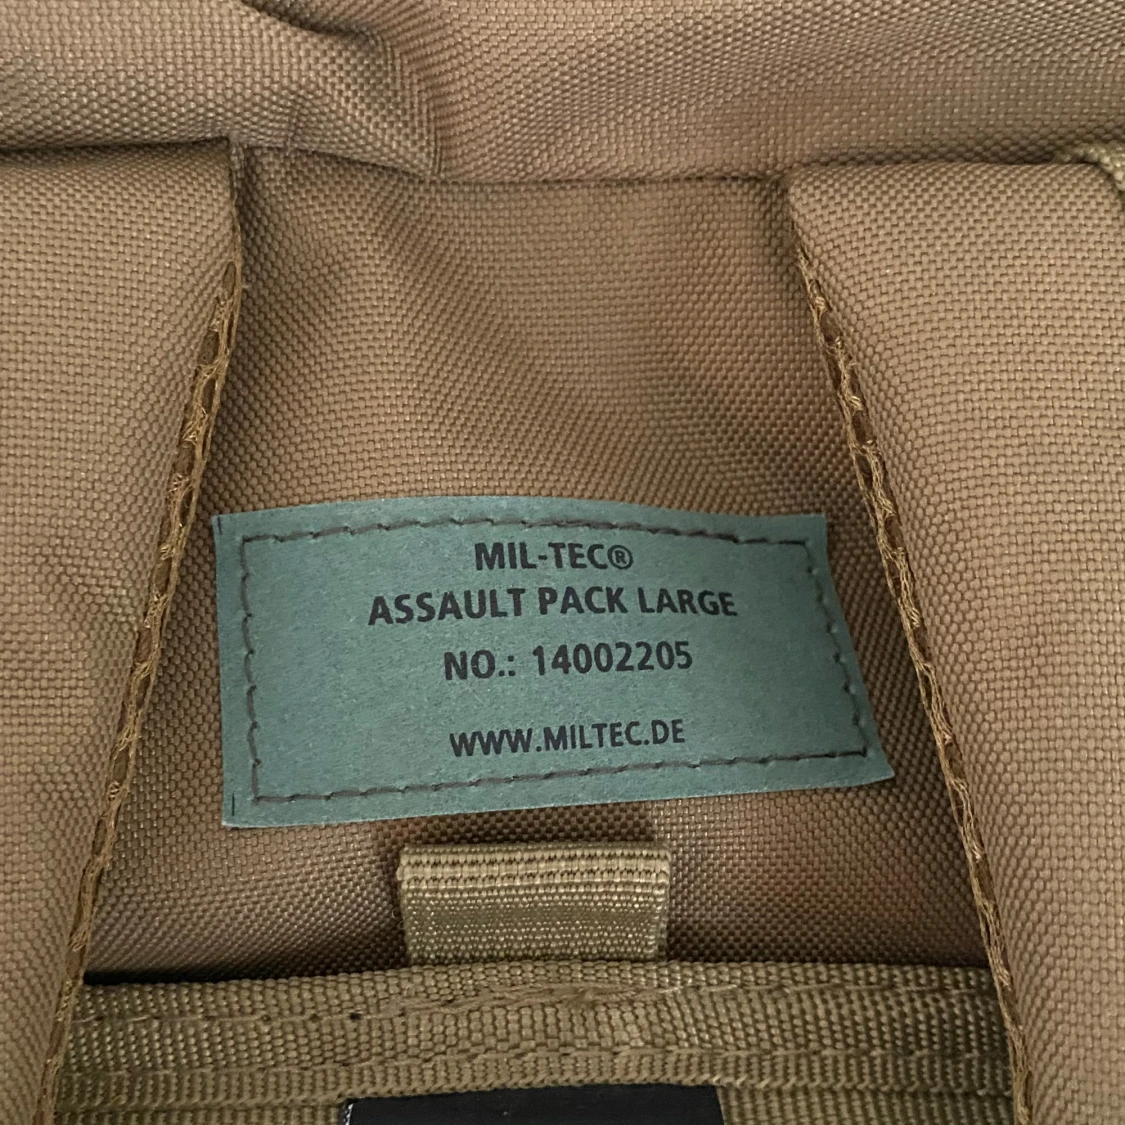 MIL-TEC®
ASSAULT PACK LARGE
NO.: 14002205
WWW.MILTEC.DE